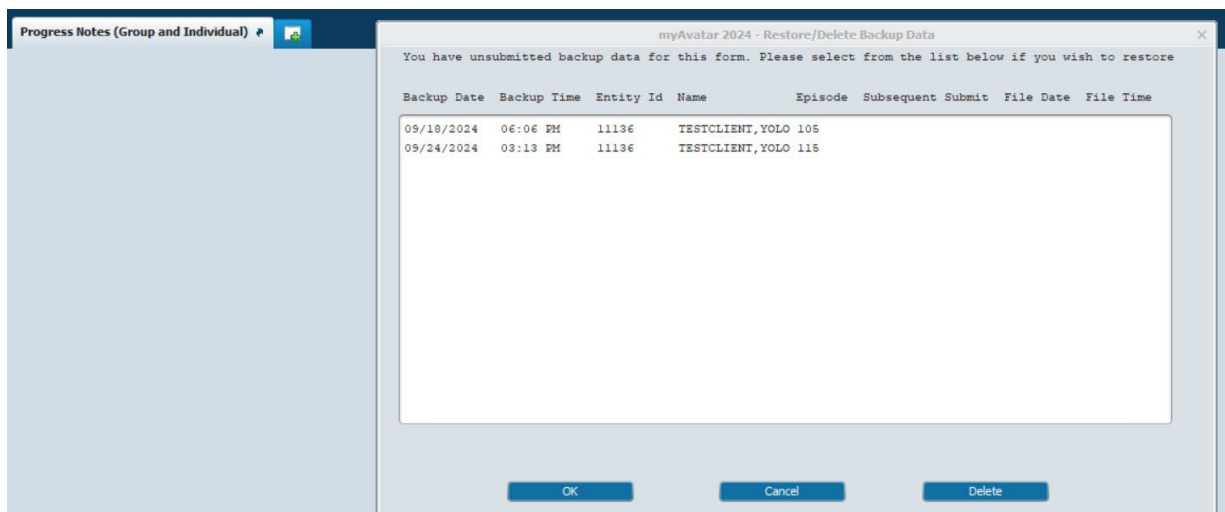 Progress Notes (Group and Individual)
myAvatar 2024 - Restore/Delete Backup Data
You have unsubmitted backup data for this form. Please select from the list below if you wish to restore
Backup Date Backup Time Entity Id Name Episode Subsequent Submit File Date File Time
09/18/2024 06:06 PM 11136 TESTCLIENT,YOLO 105
09/24/2024 03:13 PM 11136 TESTCLIENT,YOLO 115
OK Cancel Delete